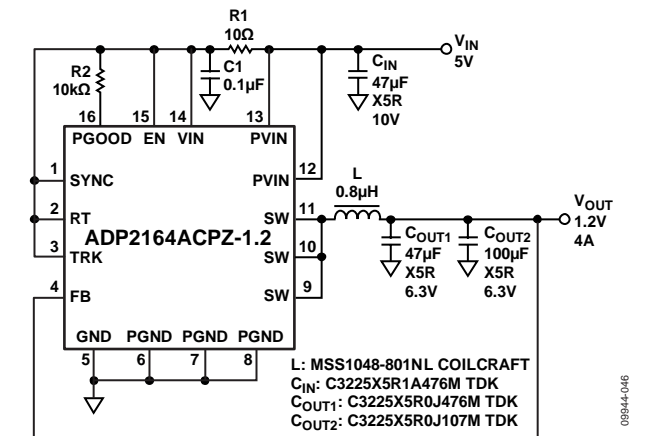 R1
10Ω
VIN
5V
R2
10kΩ
C1
0.1µF
CIN
47µF
X5R
10V
16
15
14
13
PGOOD
EN
VIN
PVIN
1
SYNC
PVIN
12
L
0.8µH
2
RT
SW
11
VOUT
1.2V
4A
ADP2164ACPZ-1.2
3
TRK
SW
10
COUT1
47µF
X5R
6.3V
COUT2
100µF
X5R
6.3V
4
FB
SW
9
GND
PGND
PGND
PGND
5
6
7
8
L: MSS1048-801NL COILCRAFT
CIN: C3225X5R1A476M TDK
COUT1: C3225X5R0J476M TDK
COUT2: C3225X5R0J107M TDK
09944-046